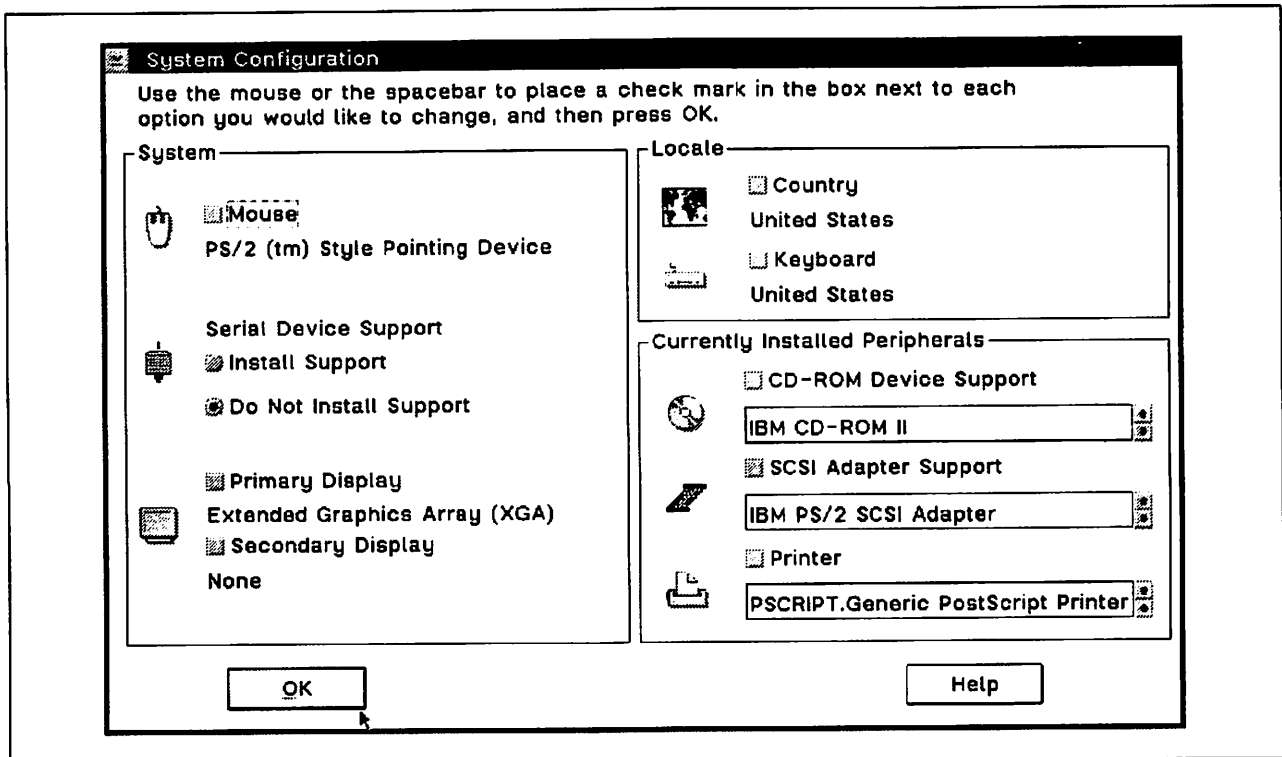 System Configuration
Use the mouse or the spacebar to place a check mark in the box next to each
option you would like to change, and then press OK.
System
Mouse
PS/2 (tm) Style Pointing Device
Serial Device Support
Install Support
Do Not Install Support
Primary Display
Extended Graphics Array (XGA)
Secondary Display
None
Locale
Country
United States
Keyboard
United States
Currently Installed Peripherals
CD-ROM Device Support
IBM CD-ROM II
SCSI Adapter Support
IBM PS/2 SCSI Adapter
Printer
PSCRIPT.Generic PostScript Printer
OK
Help